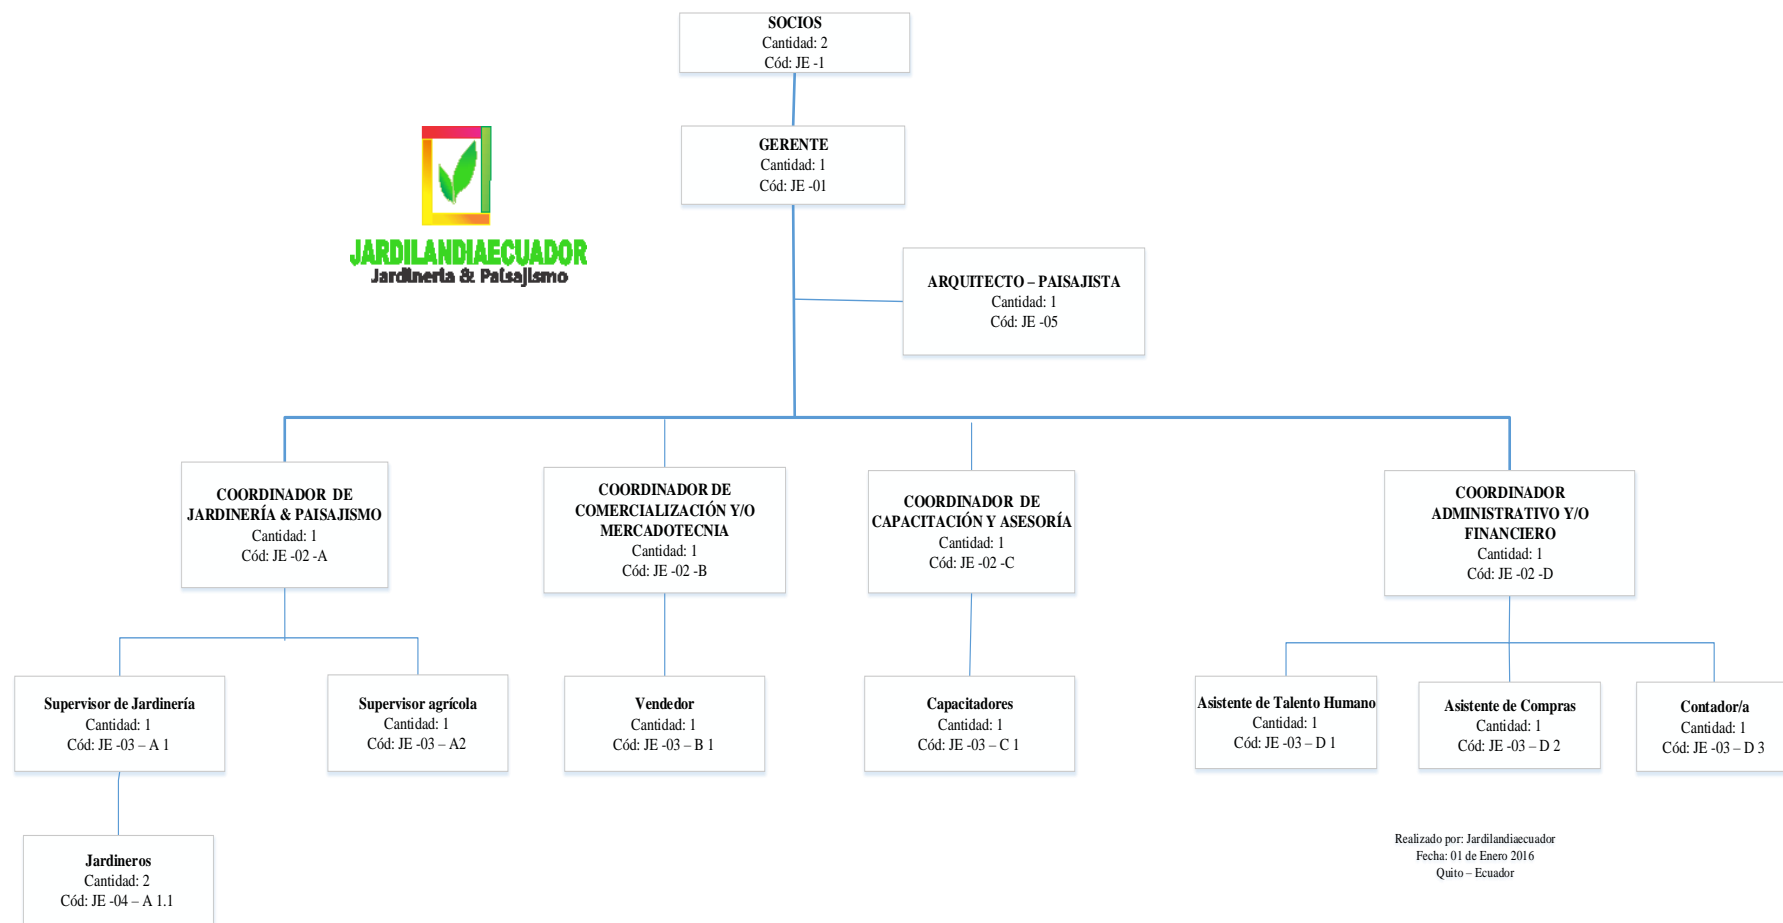 SOCIOS
Cantidad: 2
Cód: JE -1
GERENTE
Cantidad: 1
Cód: JE -01
JARDILANDIAECUADOR
Jardinería & Paisajismo
ARQUITECTO – PAISAJISTA
Cantidad: 1
Cód: JE -05
COORDINADOR DE
JARDINERÍA & PAISAJISMO
Cantidad: 1
Cód: JE -02 -A
COORDINADOR DE
COMERCIALIZACIÓN Y/O
MERCADOTECNIA
Cantidad: 1
Cód: JE -02 -B
COORDINADOR DE
CAPACITACIÓN Y ASESORÍA
Cantidad: 1
Cód: JE -02 -C
COORDINADOR
ADMINISTRATIVO Y/O
FINANCIERO
Cantidad: 1
Cód: JE -02 -D
Supervisor de Jardinería
Cantidad: 1
Cód: JE -03 – A 1
Supervisor agrícola
Cantidad: 1
Cód: JE -03 – A2
Vendedor
Cantidad: 1
Cód: JE -03 – B 1
Capacitadores
Cantidad: 1
Cód: JE -03 – C 1
Asistente de Talento Humano
Cantidad: 1
Cód: JE -03 – D 1
Asistente de Compras
Cantidad: 1
Cód: JE -03 – D 2
Contador/a
Cantidad: 1
Cód: JE -03 – D 3
Jardineros
Cantidad: 2
Cód: JE -04 – A 1.1
Realizado por: Jardilandiaecuador
Fecha: 01 de Enero 2016
Quito – Ecuador